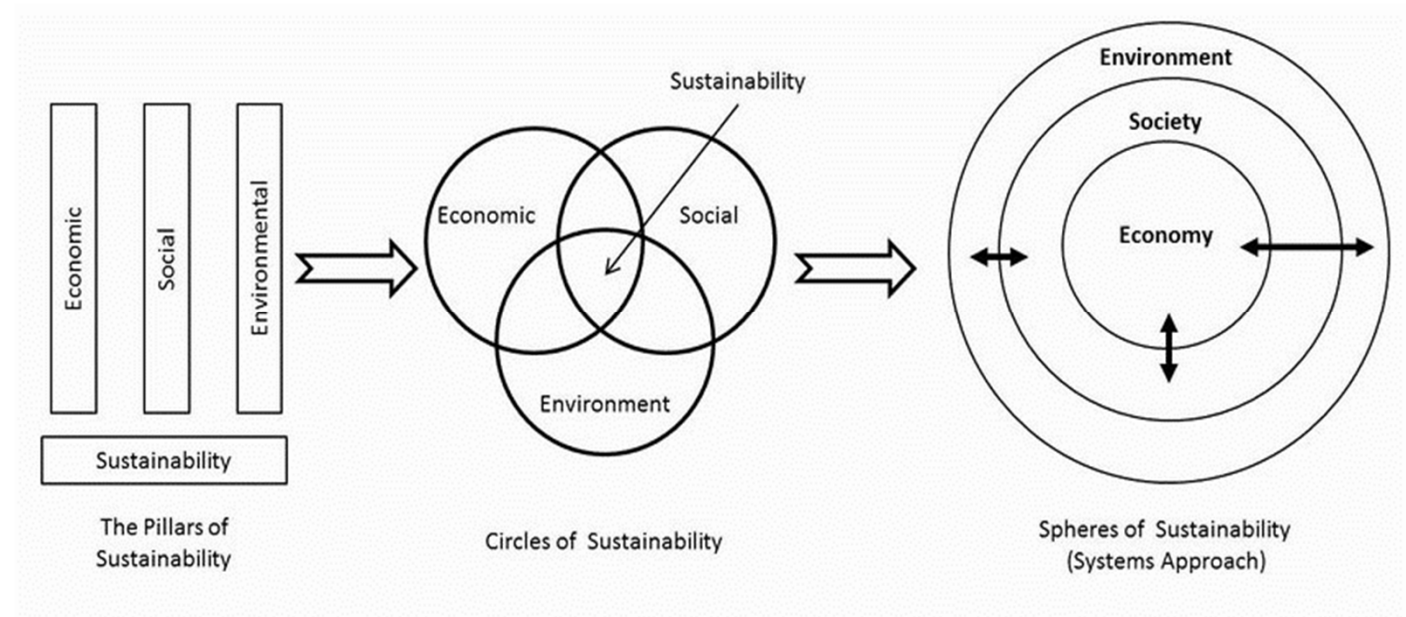 Economic
Social
Environmental
Sustainability
The Pillars of
Sustainability
Sustainability
Economic
Social
Environment
Circles of Sustainability
Environment
Society
Economy
Spheres of Sustainability
(Systems Approach)